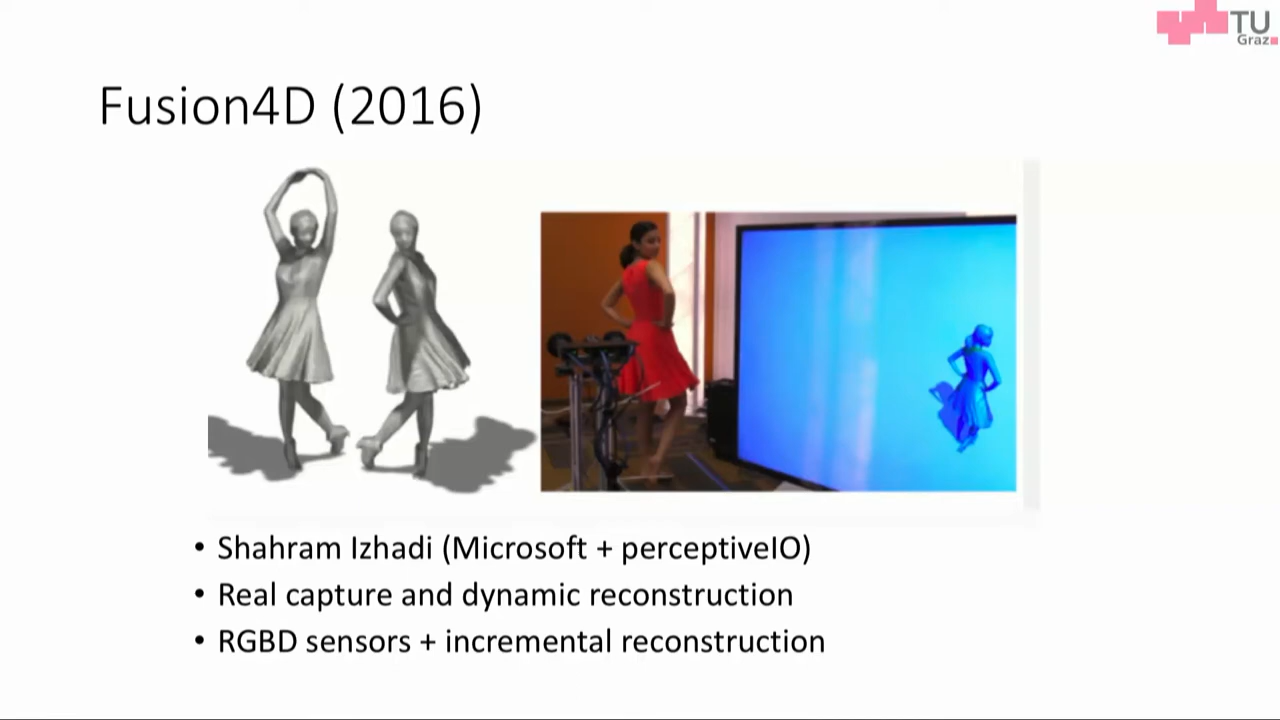 TU
Graz
Fusion4D (2016)
• Shahram Izhadi (Microsoft + perceptiveIO)
• Real capture and dynamic reconstruction
• RGBD sensors + incremental reconstruction